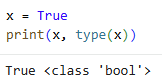 x = True
print(x, type(x))
True <class 'bool'>